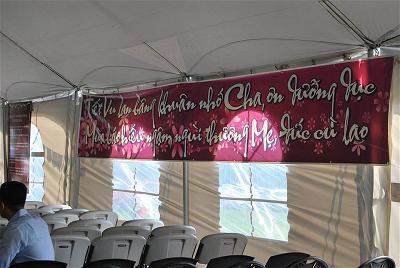 Tết Vu Lan bâng khuâng nhớ Cha, ơn dưỡng dục
Mùa báo hiếu ngậm ngùi thương Mẹ, đức cù lao